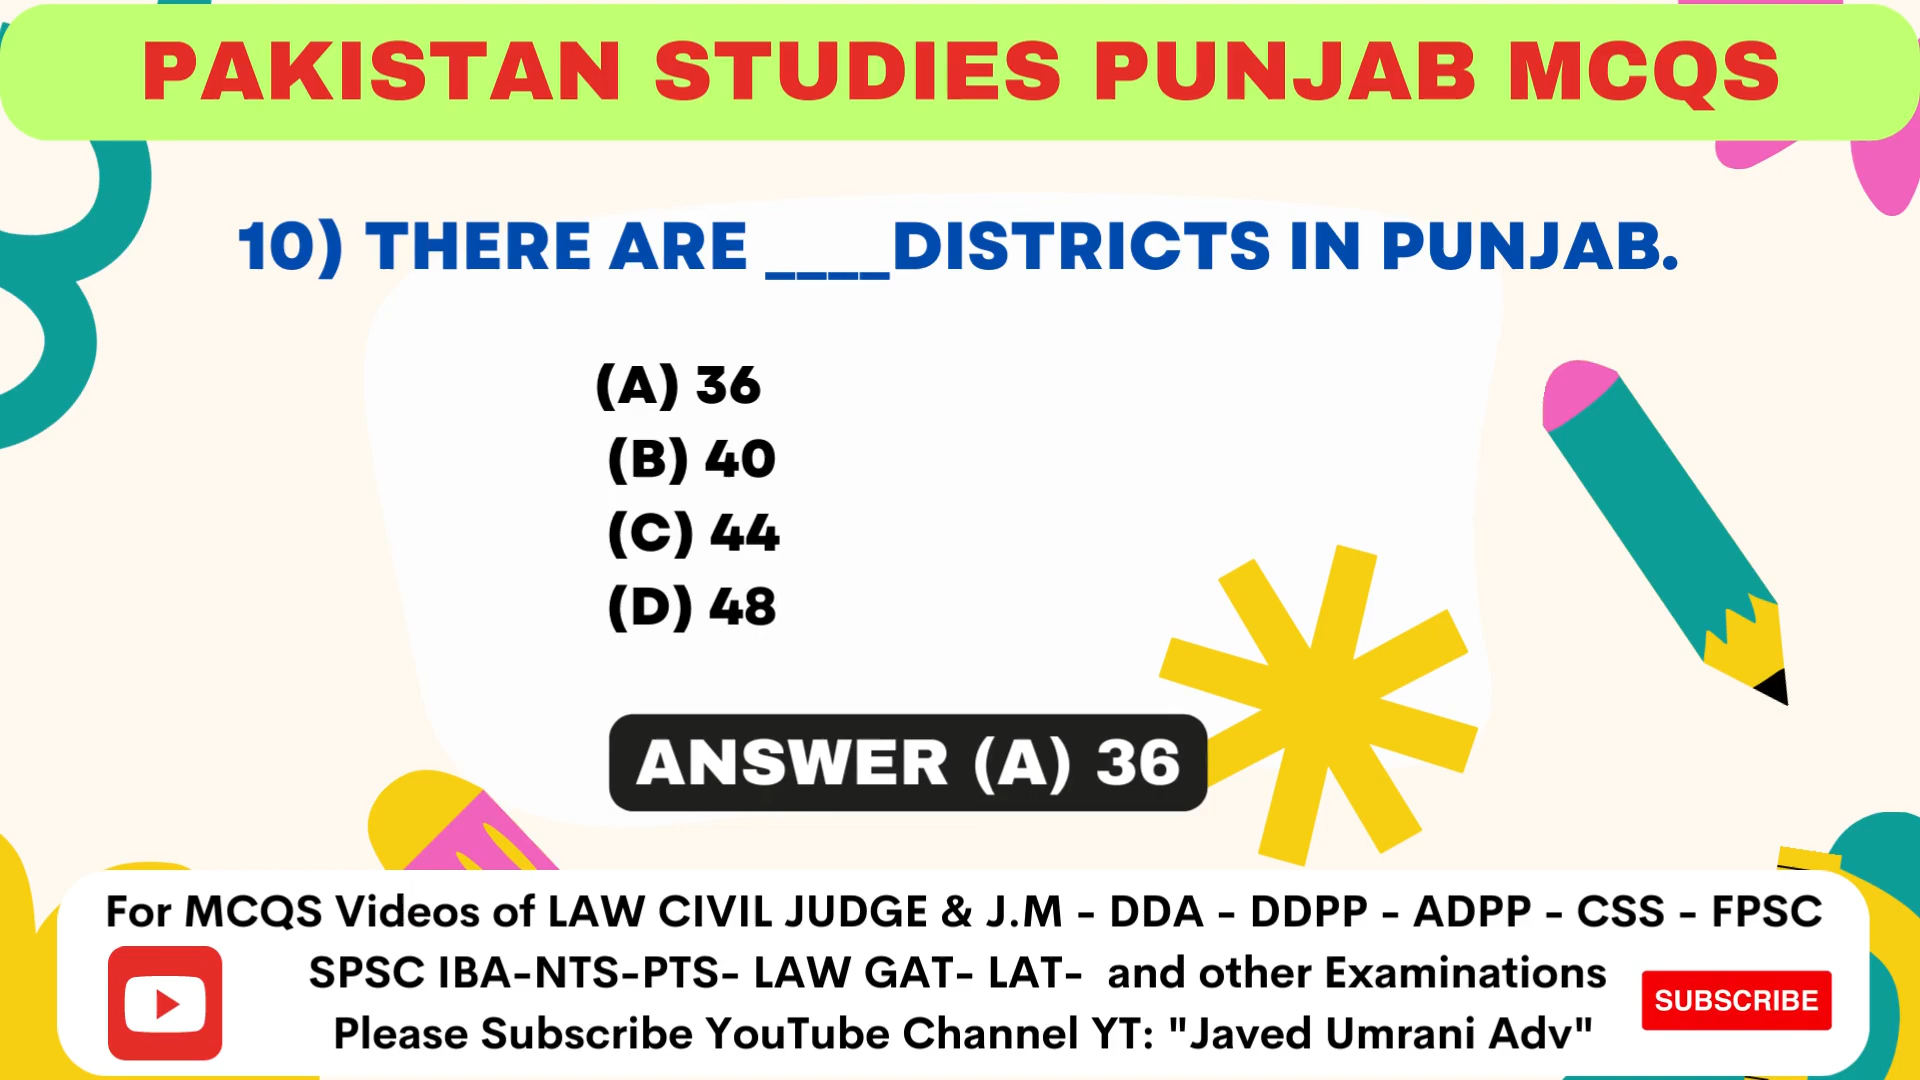 PAKISTAN STUDIES PUNJAB MCQS
10) THERE ARE ____DISTRICTS IN PUNJAB.
(A) 36
(B) 40
(C) 44
(D) 48
ANSWER (A) 36
For MCQS Videos of LAW CIVIL JUDGE & J.M - DDA - DDPP - ADPP - CSS - FPSC
SPSC IBA-NTS-PTS- LAW GAT- LAT- and other Examinations
SUBSCRIBE
Please Subscribe YouTube Channel YT: "Javed Umrani Adv"